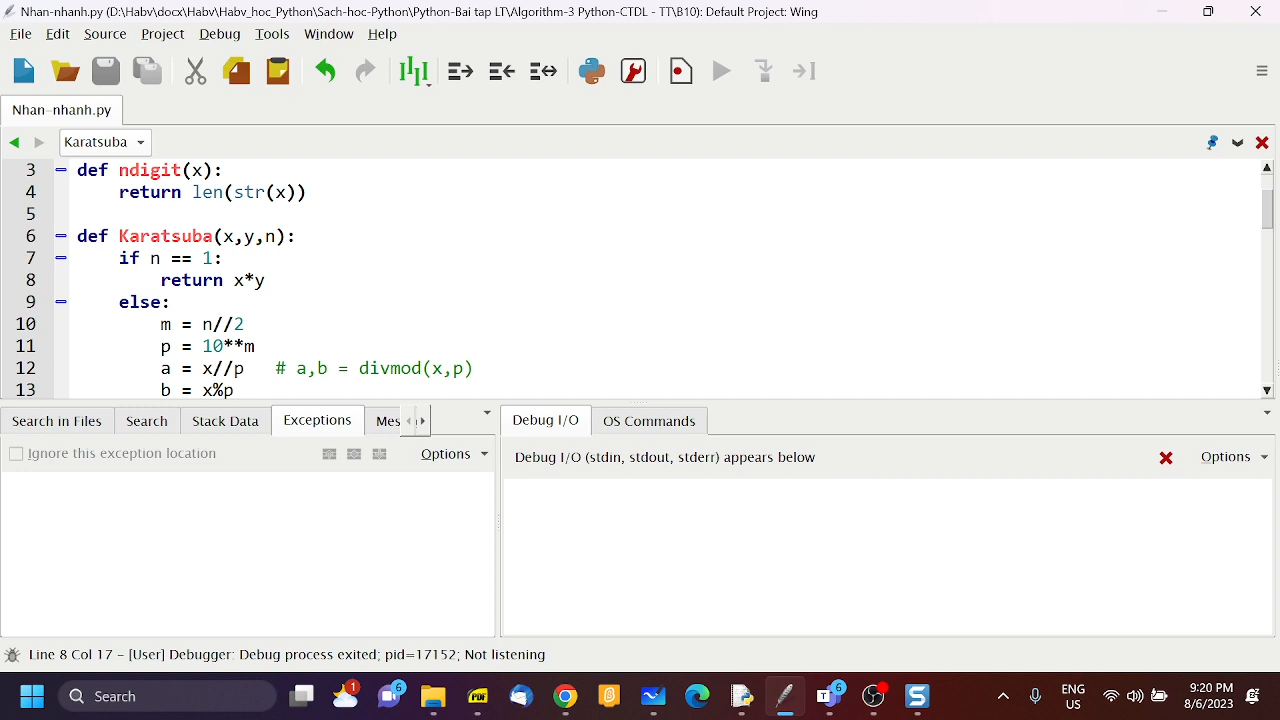 Nhan-nhanh.py (D:\Habv\docx\Habv\Habv_hoc_Python\Sach-hoc-Python\Python-Bai tap LT\Algorithm-3 Python-CTDL - TT\B10): Default Project: Wing
File Edit Source Project Debug Tools Window Help
Nhan-nhanh.py
Karatsuba
3 def ndigit(x):
4 return len(str(x))
5
6 def Karatsuba(x,y,n):
7 if n == 1:
8 return x*y
9 else:
10 m = n//2
11 p = 10**m
12 a = x//p # a,b = divmod(x,p)
13 b = x%p
Search in Files Search Stack Data Exceptions Mes
Debug I/O OS Commands
Ignore this exception location Options
Debug I/O (stdin, stdout, stderr) appears below Options
Line 8 Col 17 - [User] Debugger: Debug process exited; pid=17152; Not listening
Search
1
6
PDF
6
ENG
US
9:20 PM
8/6/2023